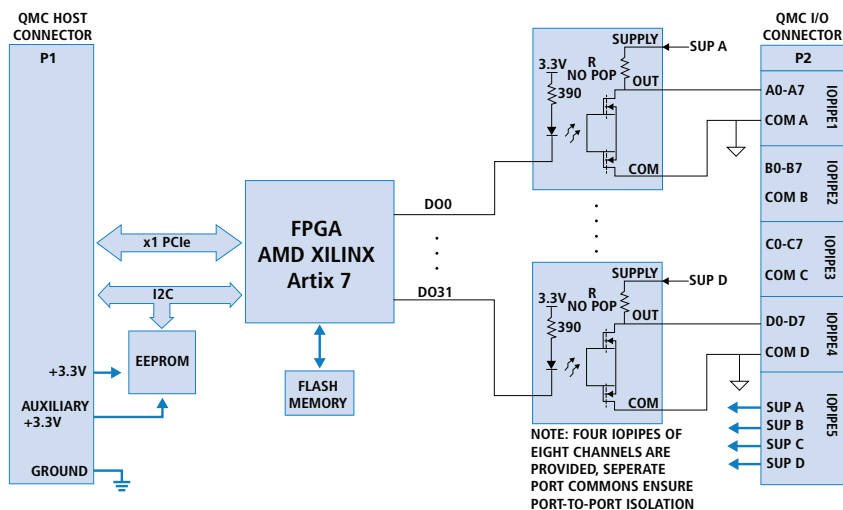 QMC HOST
CONNECTOR
P1
x1 PCIe
I2C
EEPROM
+3.3V
AUXILIARY
+3.3V
GROUND
FPGA
AMD XILINX
Artix 7
FLASH
MEMORY
DO0
DO31
SUPPLY
SUP A
3.3V
R
NO POP
390
OUT
COM
SUPPLY
SUP D
3.3V
R
NO POP
390
OUT
COM
NOTE: FOUR IOPIPES OF
EIGHT CHANNELS ARE
PROVIDED, SEPERATE
PORT COMMONS ENSURE
PORT-TO-PORT ISOLATION
QMC I/O
CONNECTOR
P2
A0-A7
COM A
IOPIPE1
B0-B7
COM B
IOPIPE2
C0-C7
COM C
IOPIPE3
D0-D7
COM D
IOPIPE4
SUP A
SUP B
SUP C
SUP D
IOPIPE5